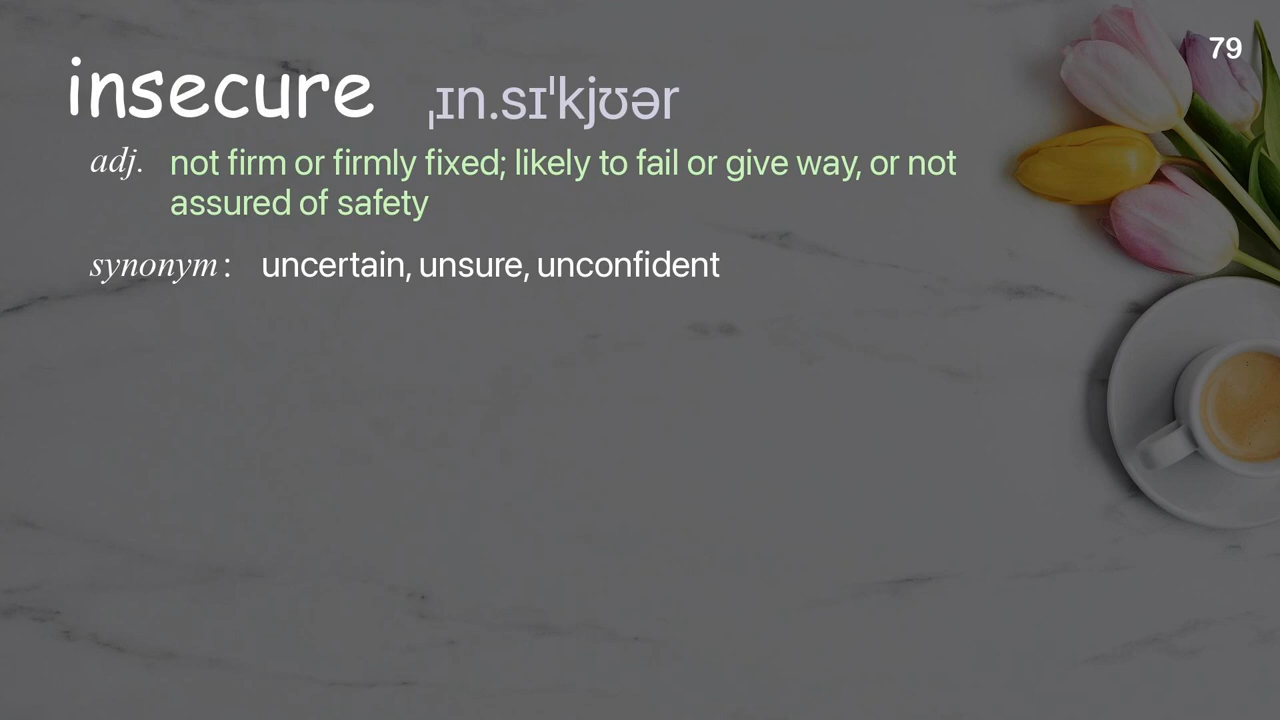 79
insecure ˌɪn.sɪˈkjʊər
adj. not firm or firmly fixed; likely to fail or give way, or not
assured of safety
synonym : uncertain, unsure, unconfident